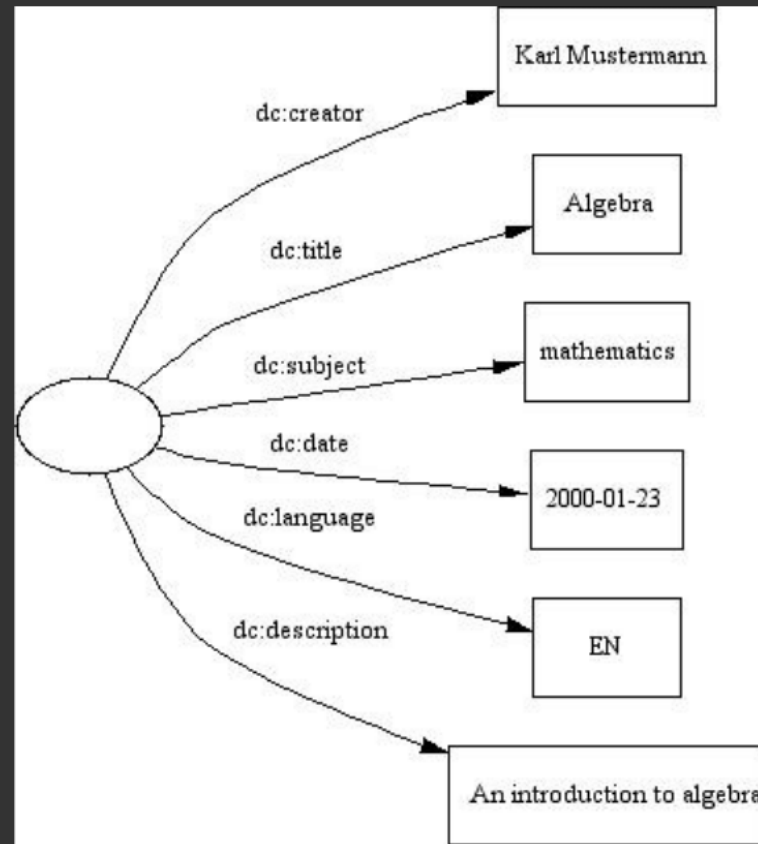 Karl Mustermann
dc:creator
Algebra
dc:title
mathematics
dc:subject
dc:date
2000-01-23
dc:language
EN
dc:description
An introduction to algebra